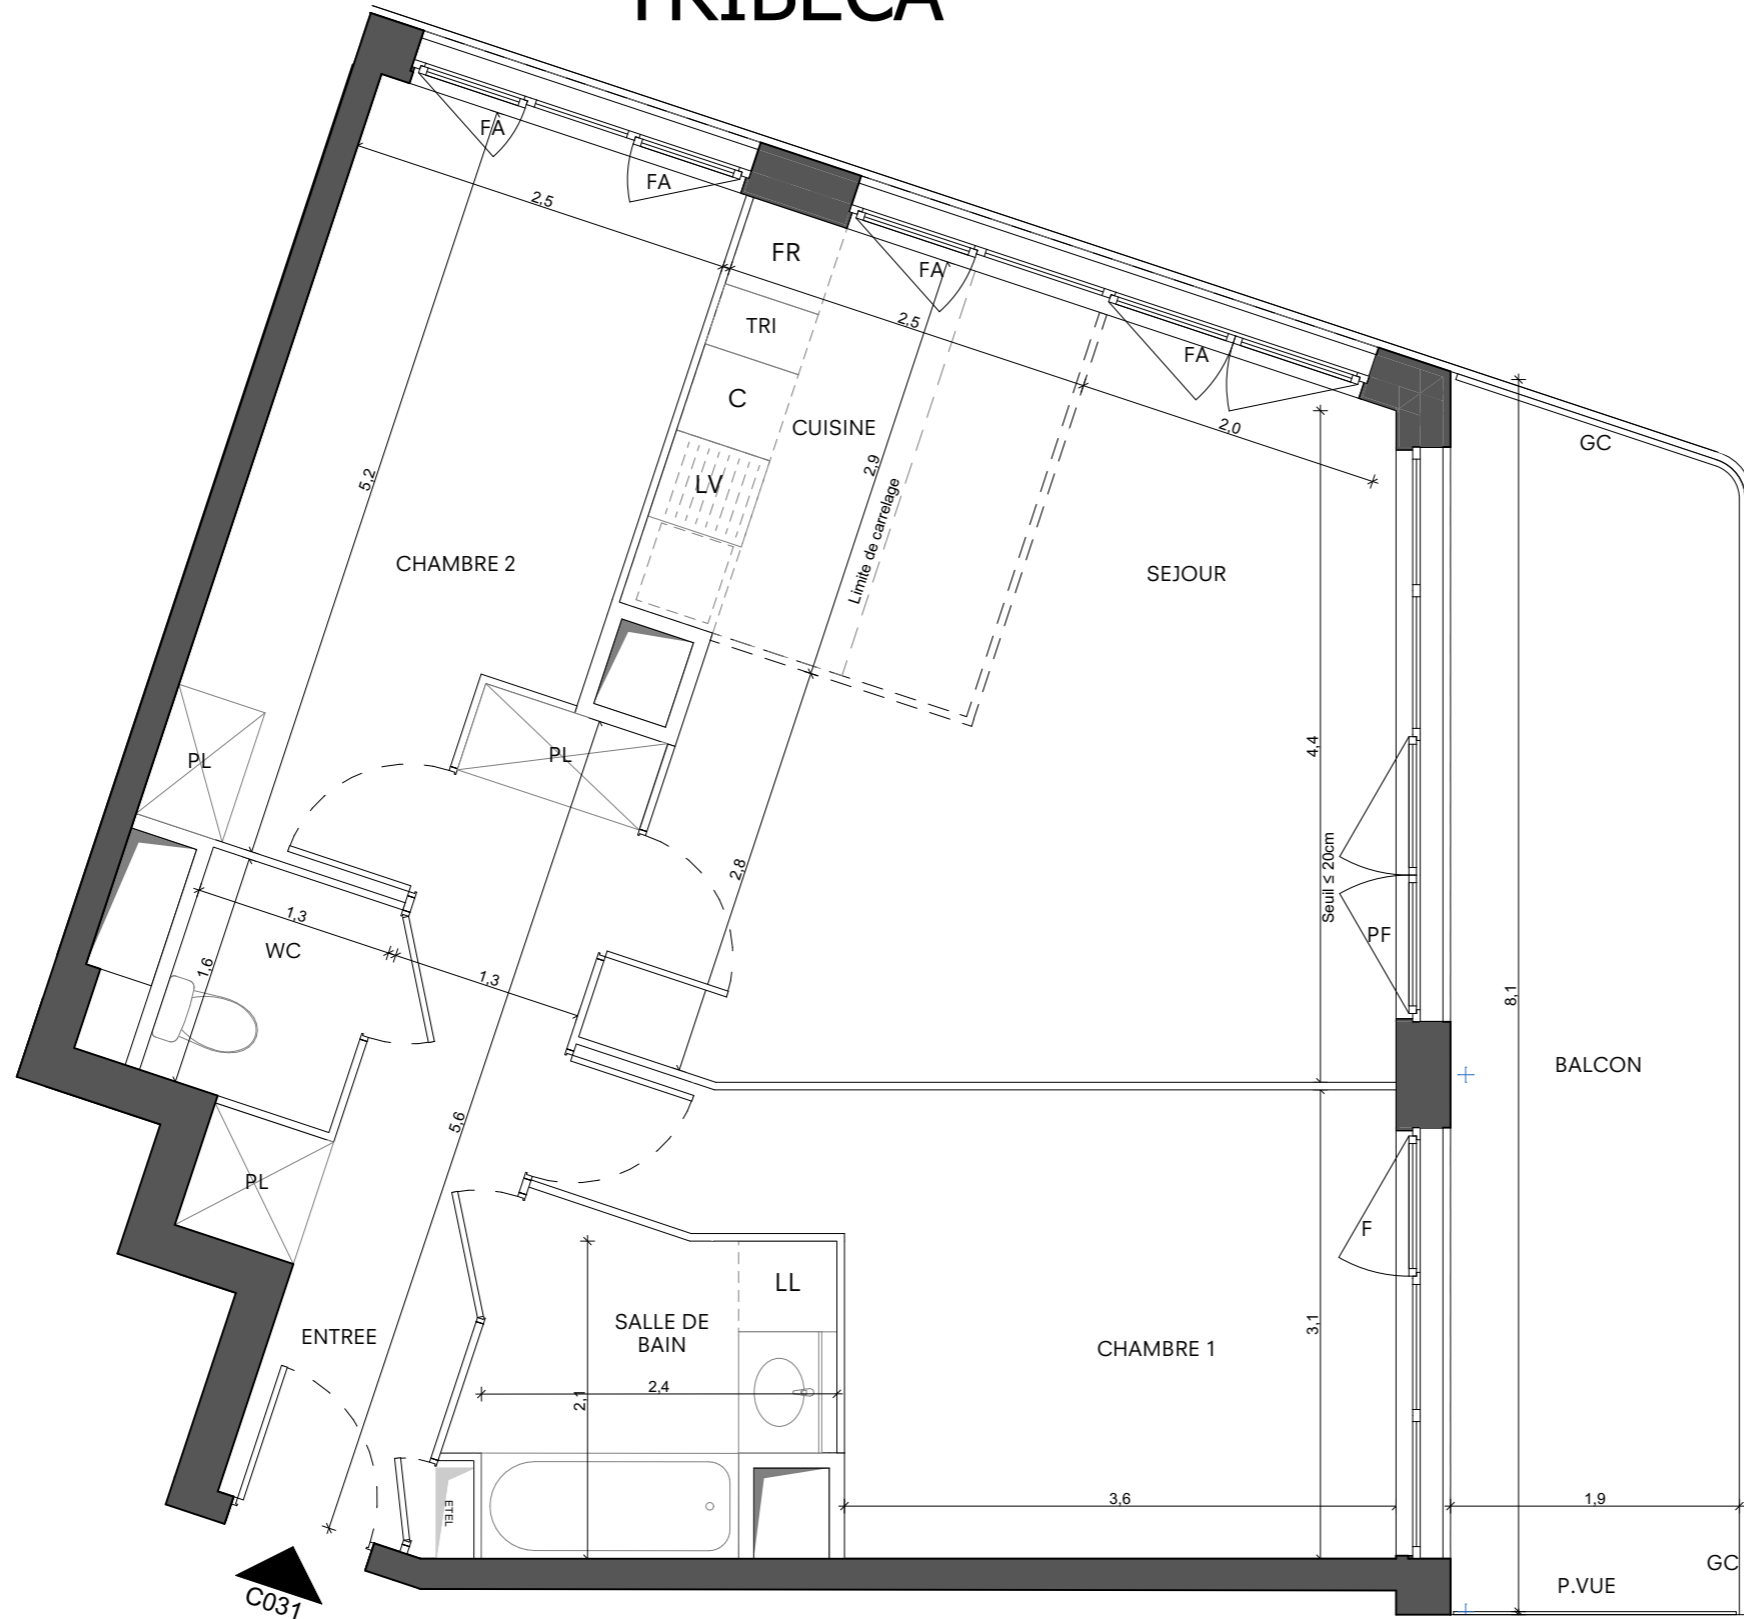 TRIBECA
FA
FA
2,5
FR
FA
TRI
2,5
FA
C
CUISINE
2,0
GC
5,2
LV
2,9
Limite de carrelage
CHAMBRE 2
SEJOUR
PL
PL
4,4
2,8
Seuil ≤ 20cm
1,3
WC
PF
1,6
1,3
8,1
BALCON
5,6
PL
F
LL
ENTREE
SALLE DE
BAIN
3,1
CHAMBRE 1
2,4
2,1
ETEL
3,6
1,9
GC
P.VUE
C031